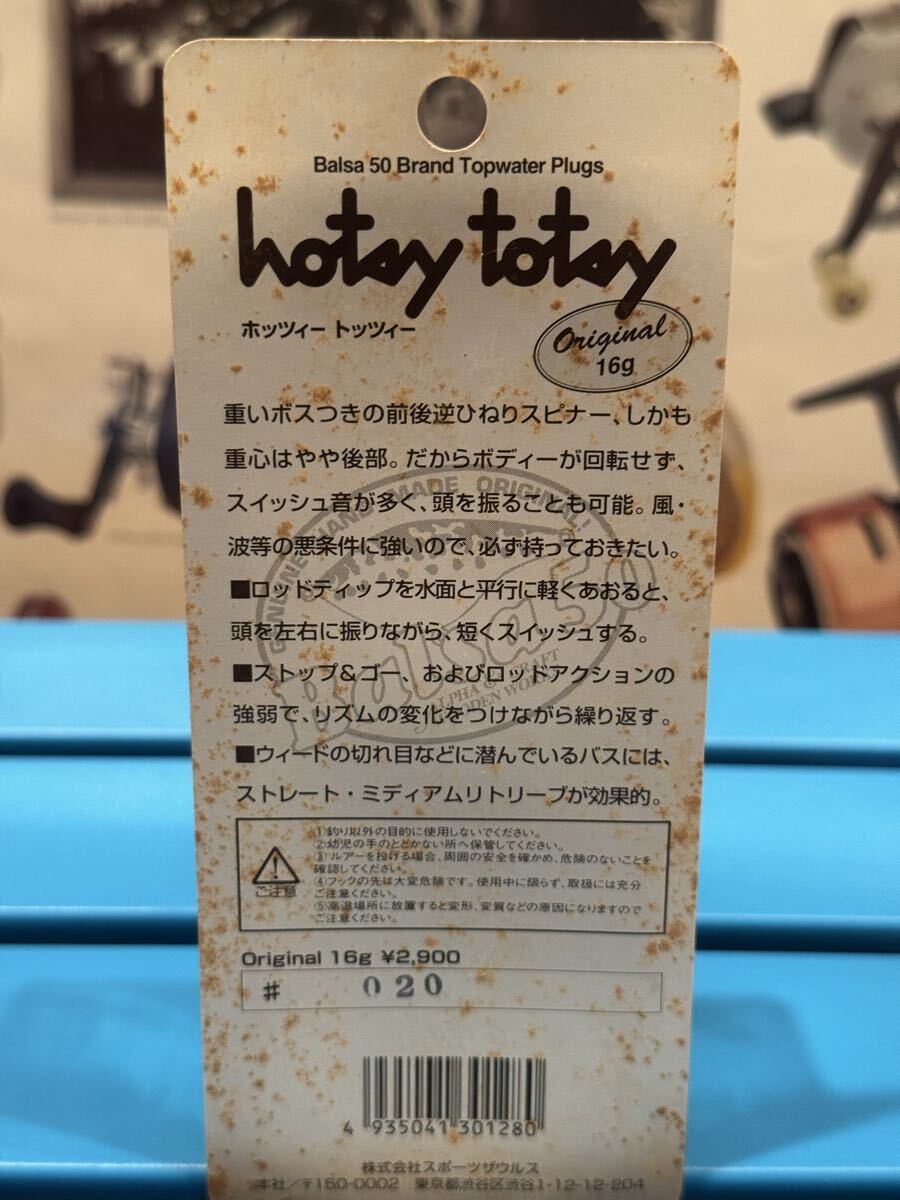 Balsa 50 Brand Topwater Plugs
hotsy totsy
ホッツィー トッツィー
Original
16g
重いボスつきの前後逆ひねりスピナー、しかも
重心はやや後部。だからボディーが回転せず、
スイッシュ音が多く、頭を振ることも可能。風・
波等の悪条件に強いので、必ず持っておきたい。
■ロッドティップを水面と平行に軽くあおると、
頭を左右に振りながら、短くスイッシュする。
■ストップ&ゴー、およびロッドアクションの
強弱で、リズムの変化をつけながら繰り返す。
■ウィードの切れ目などに潜んでいるバスには、
ストレート・ミディアムリトリーブが効果的。
GENUINE HAND MADE ORIGINAL
Balsa50
ALPHA & CRAFT
WOODEN WORKS
ご注意
①釣り以外の目的に使用しないでください。
②幼児の手のとどかない所へ保管してください。
③ルアーを投げる場合、周囲の安全を確かめ、危険のないことを
確認してください。
④フックの先は大変危険です。使用中に限らず、取扱には充分
ご注意ください。
⑤高温場所に放置すると変形、変質などの原因になりますので
ご注意ください。
Original 16g ¥2,900
# 020
4 935041 301280
株式会社スポーツザウルス
本社/〒150-0002 東京都渋谷区渋谷1-12-12-204